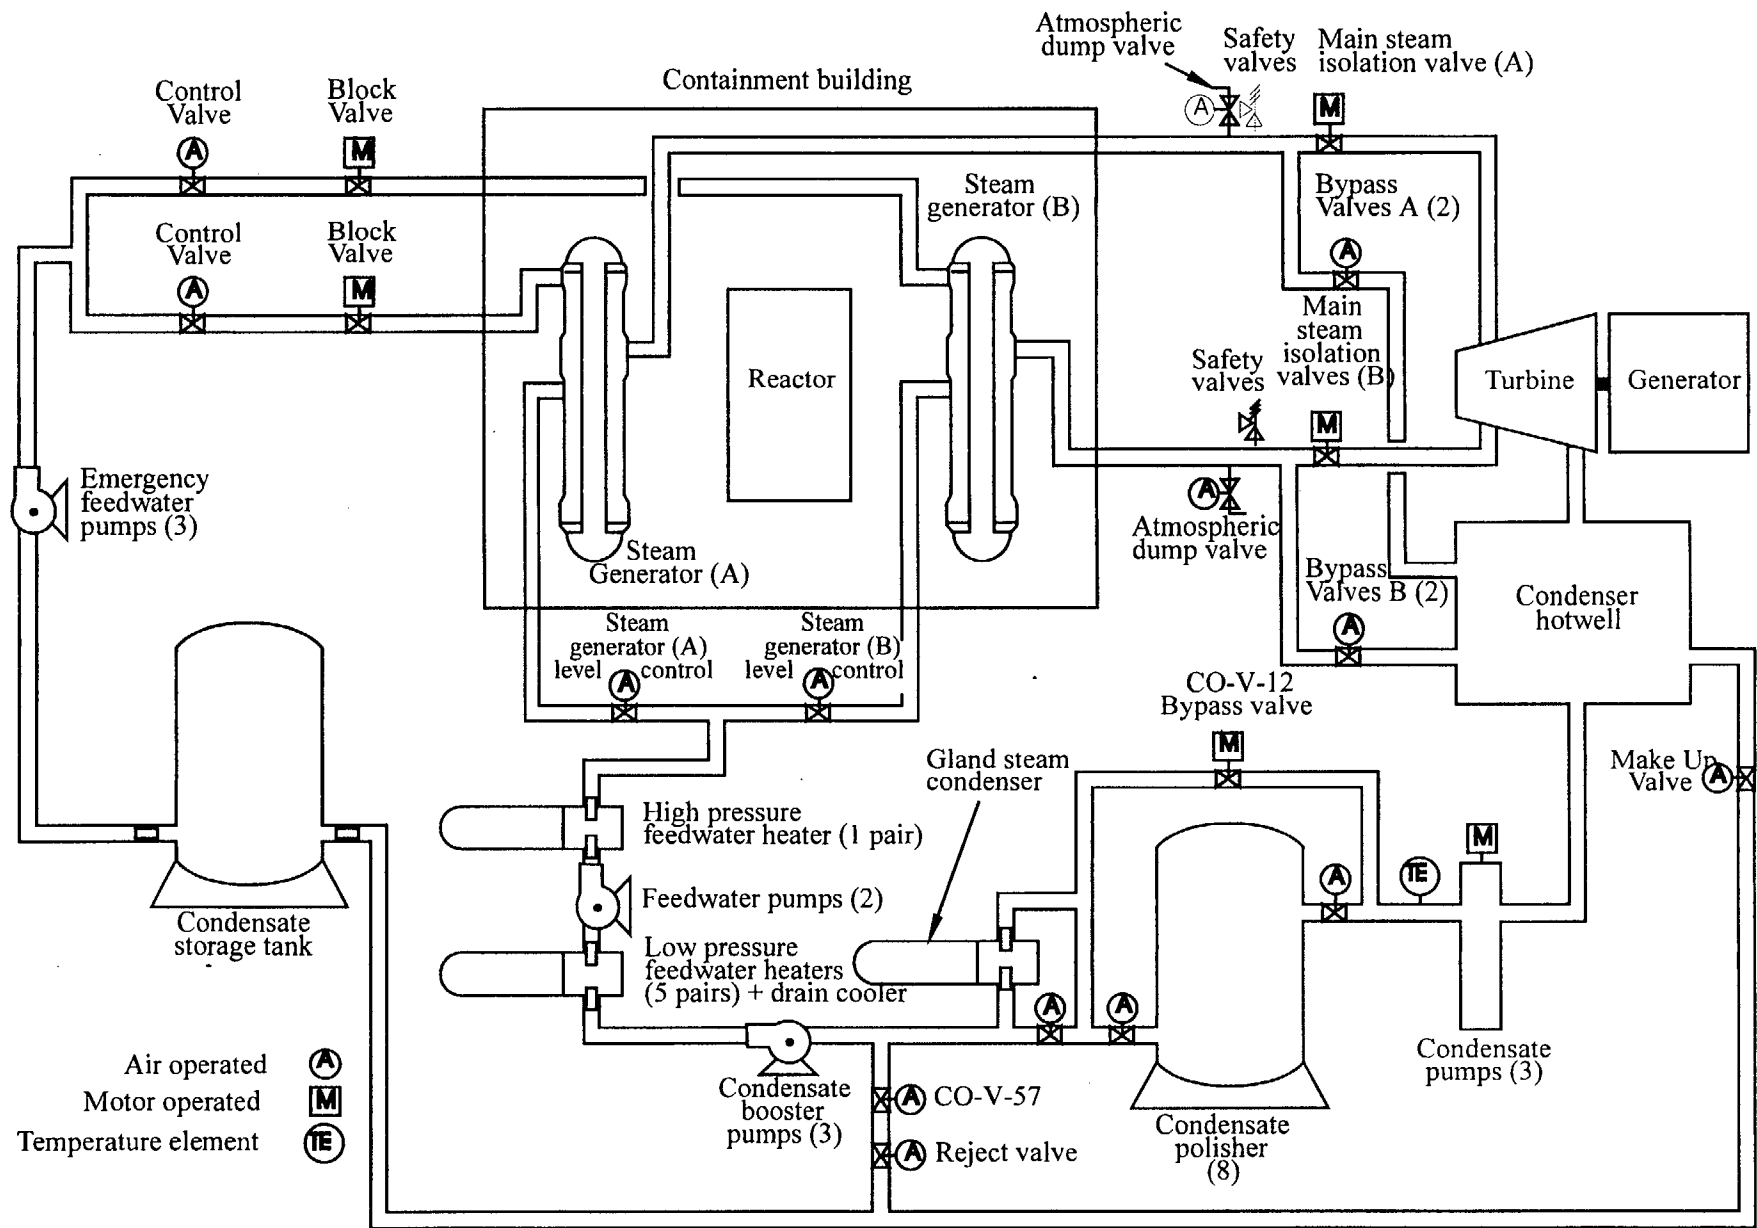 Atmospheric
dump valve
Safety
valves
Main steam
isolation valve (A)
Containment building
Control
Valve
Block
Valve
A
M
A
M
Control
Valve
Block
Valve
A
M
Steam
generator (B)
Bypass
Valves A (2)
A
Main
steam
isolation
valves (B)
Safety
valves
M
Reactor
Turbine
Generator
Emergency
feedwater
pumps (3)
A
Atmospheric
dump valve
Steam
Generator (A)
Bypass
Valves B (2)
A
Condenser
hotwell
Steam
generator (A)
level control
A
Steam
generator (B)
level control
A
CO-V-12
Bypass valve
M
Gland steam
condenser
Make Up
Valve
A
High pressure
feedwater heater (1 pair)
M
A
TE
Feedwater pumps (2)
Condensate
storage tank
Low pressure
feedwater heaters
(5 pairs) + drain cooler
A
A
Condensate
pumps (3)
Air operated A
Motor operated M
Temperature element TE
Condensate
booster
pumps (3)
A CO-V-57
A Reject valve
Condensate
polisher
(8)